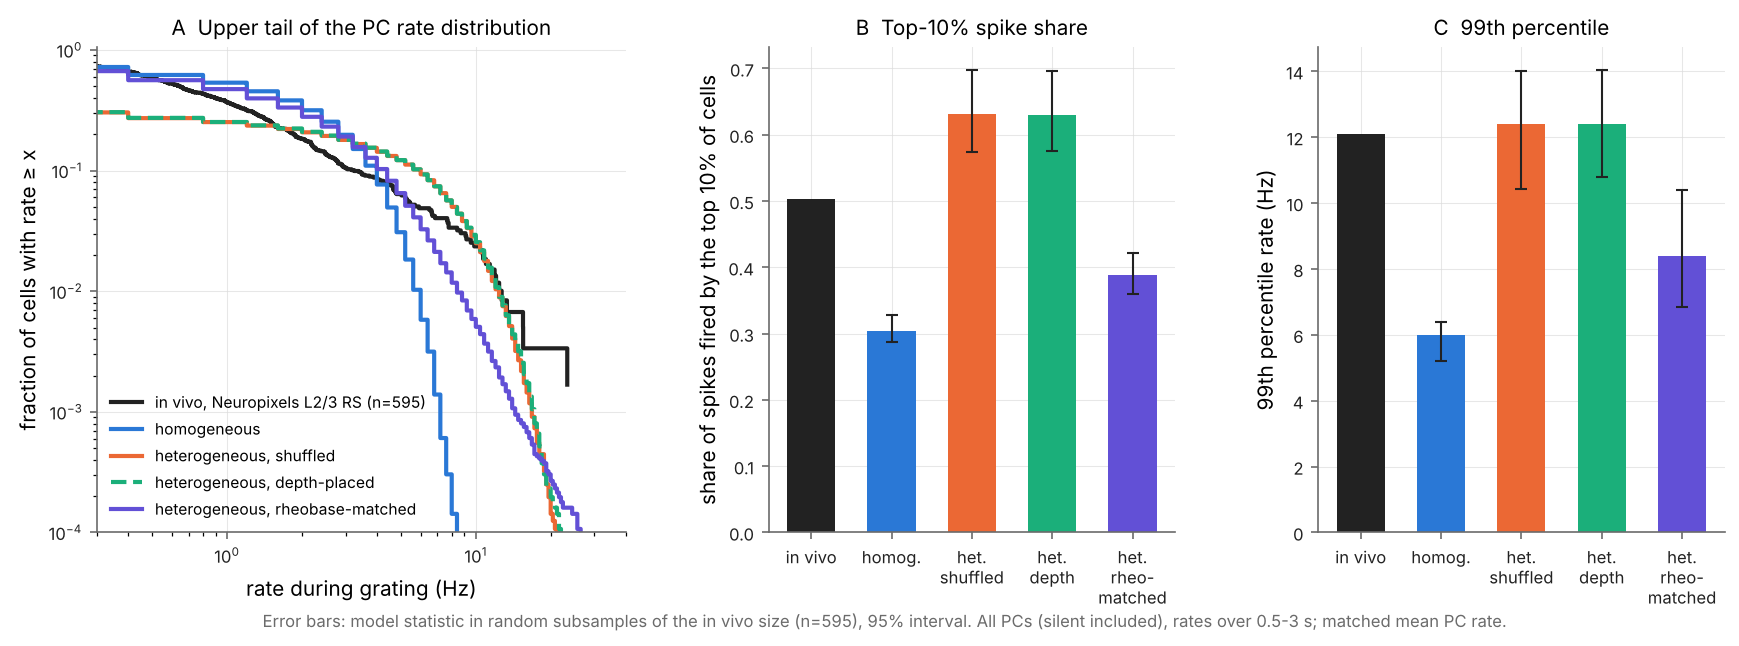 A  Upper tail of the PC rate distribution
fraction of cells with rate ≥ x
10⁰
10⁻¹
10⁻²
10⁻³
10⁻⁴
in vivo, Neuropixels L2/3 RS (n=595)
homogeneous
heterogeneous, shuffled
heterogeneous, depth-placed
heterogeneous, rheobase-matched
10⁰
10¹
rate during grating (Hz)
B  Top-10% spike share
share of spikes fired by the top 10% of cells
0.7
0.6
0.5
0.4
0.3
0.2
0.1
0.0
in vivo
homog.
het.
shuffled
het.
depth
het.
rheo-
matched
C  99th percentile
99th percentile rate (Hz)
14
12
10
8
6
4
2
0
in vivo
homog.
het.
shuffled
het.
depth
het.
rheo-
matched
Error bars: model statistic in random subsamples of the in vivo size (n=595), 95% interval. All PCs (silent included), rates over 0.5-3 s; matched mean PC rate.